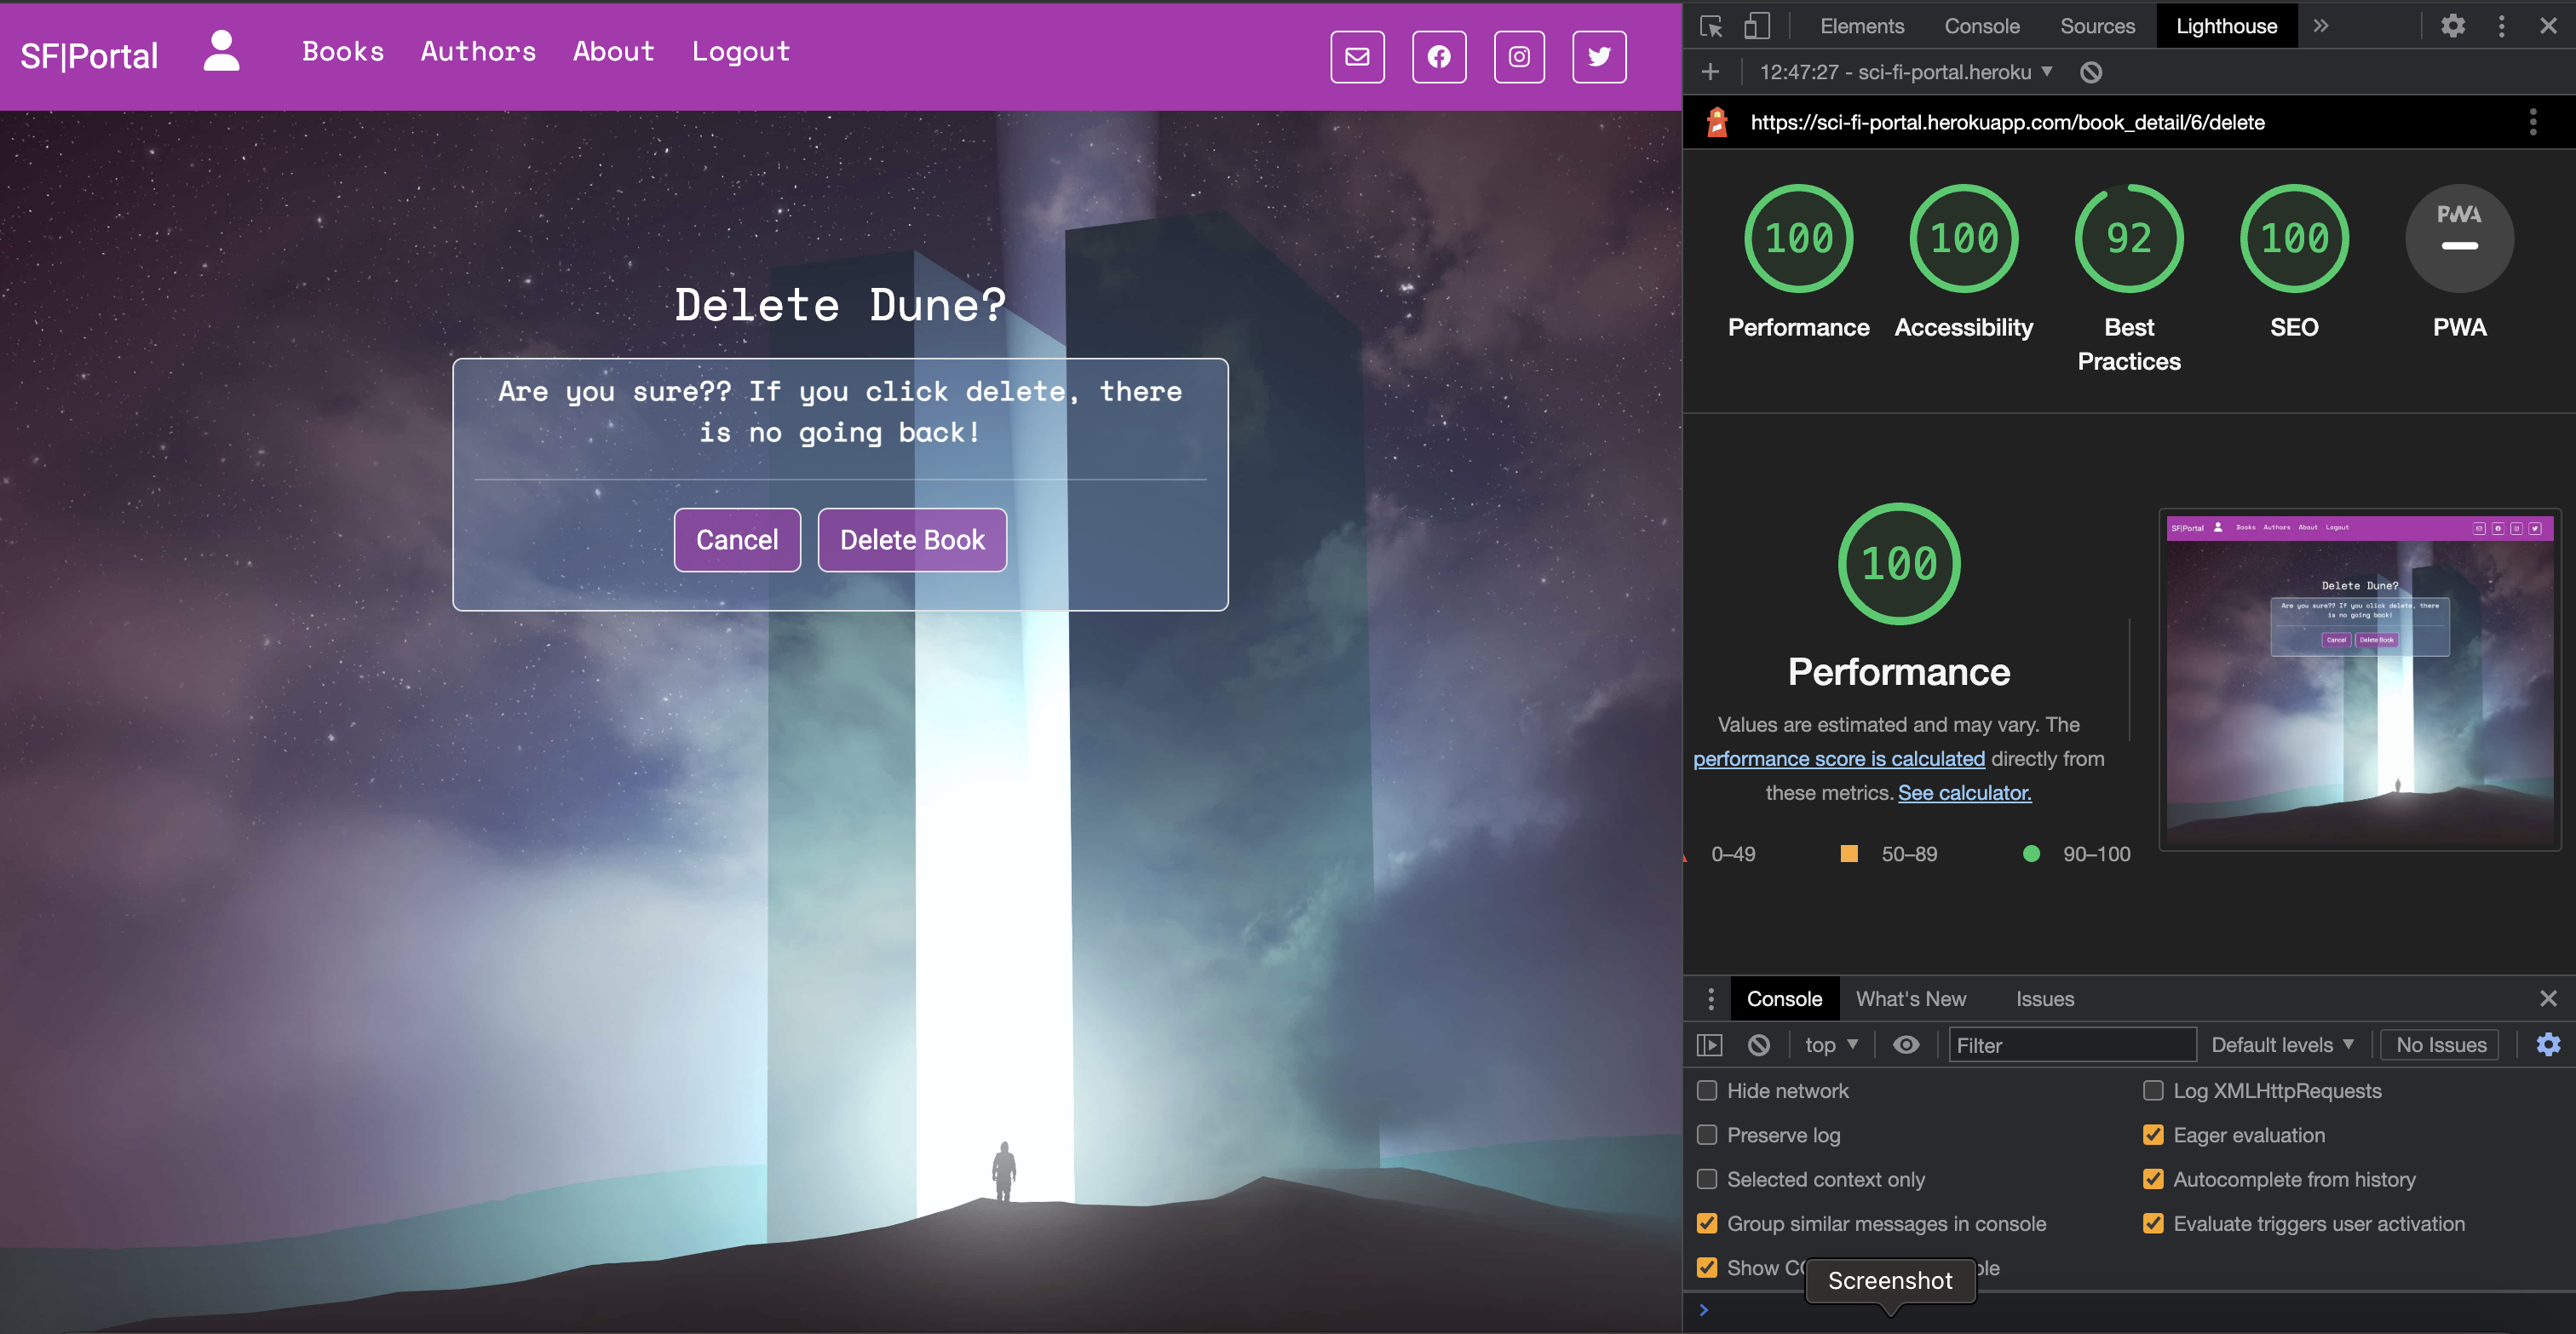 SF|Portal
Books
Authors
About
Logout
Delete Dune?
Are you sure?? If you click delete, there
is no going back!
Cancel
Delete Book
Elements
Console
Sources
Lighthouse
12:47:27 - sci-fi-portal.heroku
https://sci-fi-portal.herokuapp.com/book_detail/6/delete
100
100
92
100
PWA
Performance
Accessibility
Best
Practices
SEO
PWA
100
Performance
Values are estimated and may vary. The
performance score is calculated directly from
these metrics. See calculator.
0–49
50–89
90–100
SF|Portal
Books
Authors
About
Logout
Delete Dune?
Are you sure?? If you click delete, there
is no going back!
Cancel
Delete Book
Console
What's New
Issues
top
Filter
Default levels
No Issues
Hide network
Log XMLHttpRequests
Preserve log
Eager evaluation
Selected context only
Autocomplete from history
Group similar messages in console
Evaluate triggers user activation
Show
Screenshot